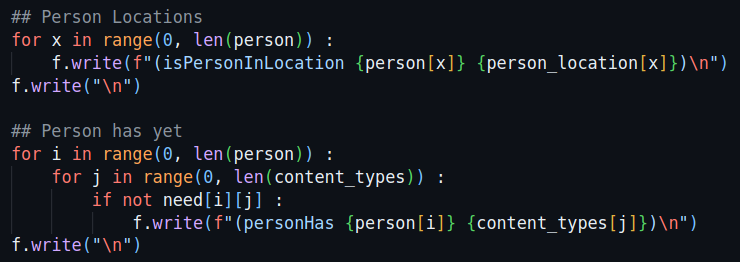 ## Person Locations
for x in range(0, len(person)) :
    f.write(f"(isPersonInLocation {person[x]} {person_location[x]})\n")
f.write("\n")

## Person has yet
for i in range(0, len(person)) :
    for j in range(0, len(content_types)) :
        if not need[i][j] :
            f.write(f"(personHas {person[i]} {content_types[j]})\n")
f.write("\n")